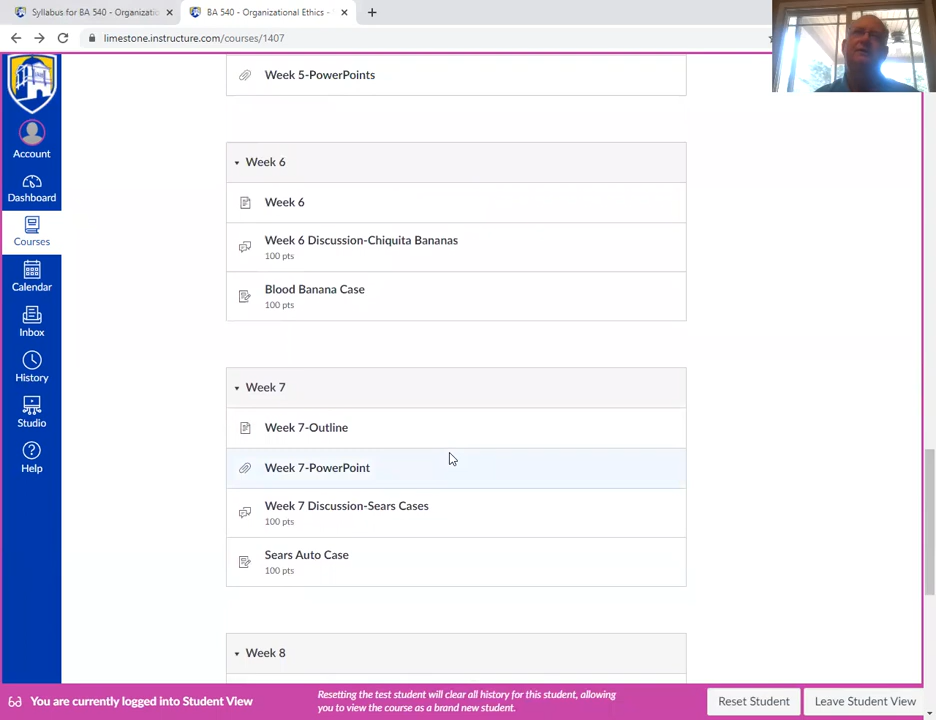 Syllabus for BA 540 - Organizatio
BA 540 - Organizational Ethics -
limestone.instructure.com/courses/1407
Account
Dashboard
Courses
Calendar
Inbox
History
Studio
Help
Week 5-PowerPoints
Week 6
Week 6
Week 6 Discussion-Chiquita Bananas
100 pts
Blood Banana Case
100 pts
Week 7
Week 7-Outline
Week 7-PowerPoint
Week 7 Discussion-Sears Cases
100 pts
Sears Auto Case
100 pts
Week 8
You are currently logged into Student View
Resetting the test student will clear all history for this student, allowing
you to view the course as a brand new student.
Reset Student
Leave Student View